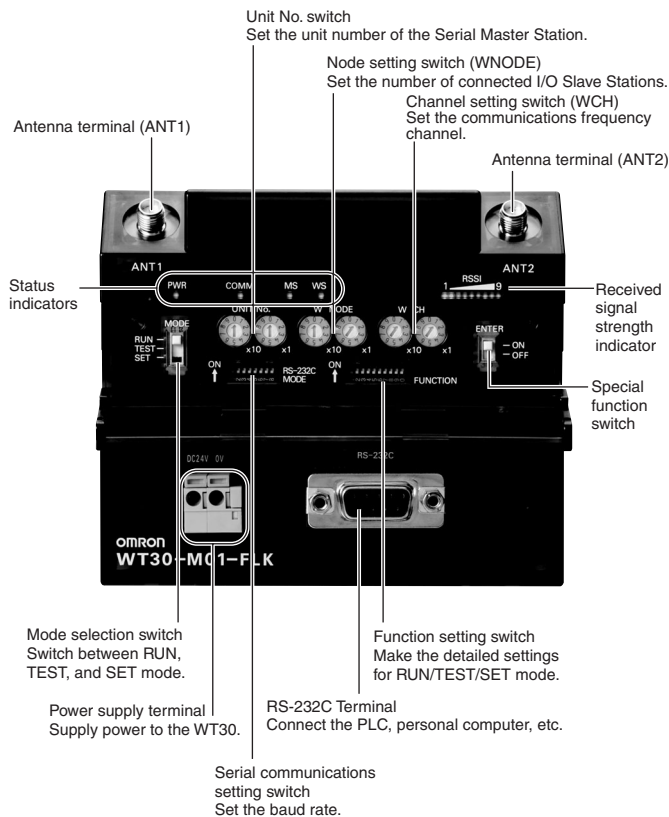 Unit No. switch
Set the unit number of the Serial Master Station.
Node setting switch (WNODE)
Set the number of connected I/O Slave Stations.
Channel setting switch (WCH)
Set the communications frequency
channel.
Antenna terminal (ANT1)
Antenna terminal (ANT2)
ANT1
ANT2
Status
indicators
PWR
COMM
MS
WS
RSSI
1
9
Received
signal
strength
indicator
MODE
RUN
TEST
SET
UNIT No.
W NODE
W CH
x10
x1
x10
x1
x10
x1
ENTER
ON
OFF
ON
RS-232C
MODE
ON
FUNCTION
Special
function
switch
DC24V 0V
RS-232C
OMRON
WT30-M01-FLK
Mode selection switch
Switch between RUN,
TEST, and SET mode.
Function setting switch
Make the detailed settings
for RUN/TEST/SET mode.
Power supply terminal
Supply power to the WT30.
RS-232C Terminal
Connect the PLC, personal computer, etc.
Serial communications
setting switch
Set the baud rate.